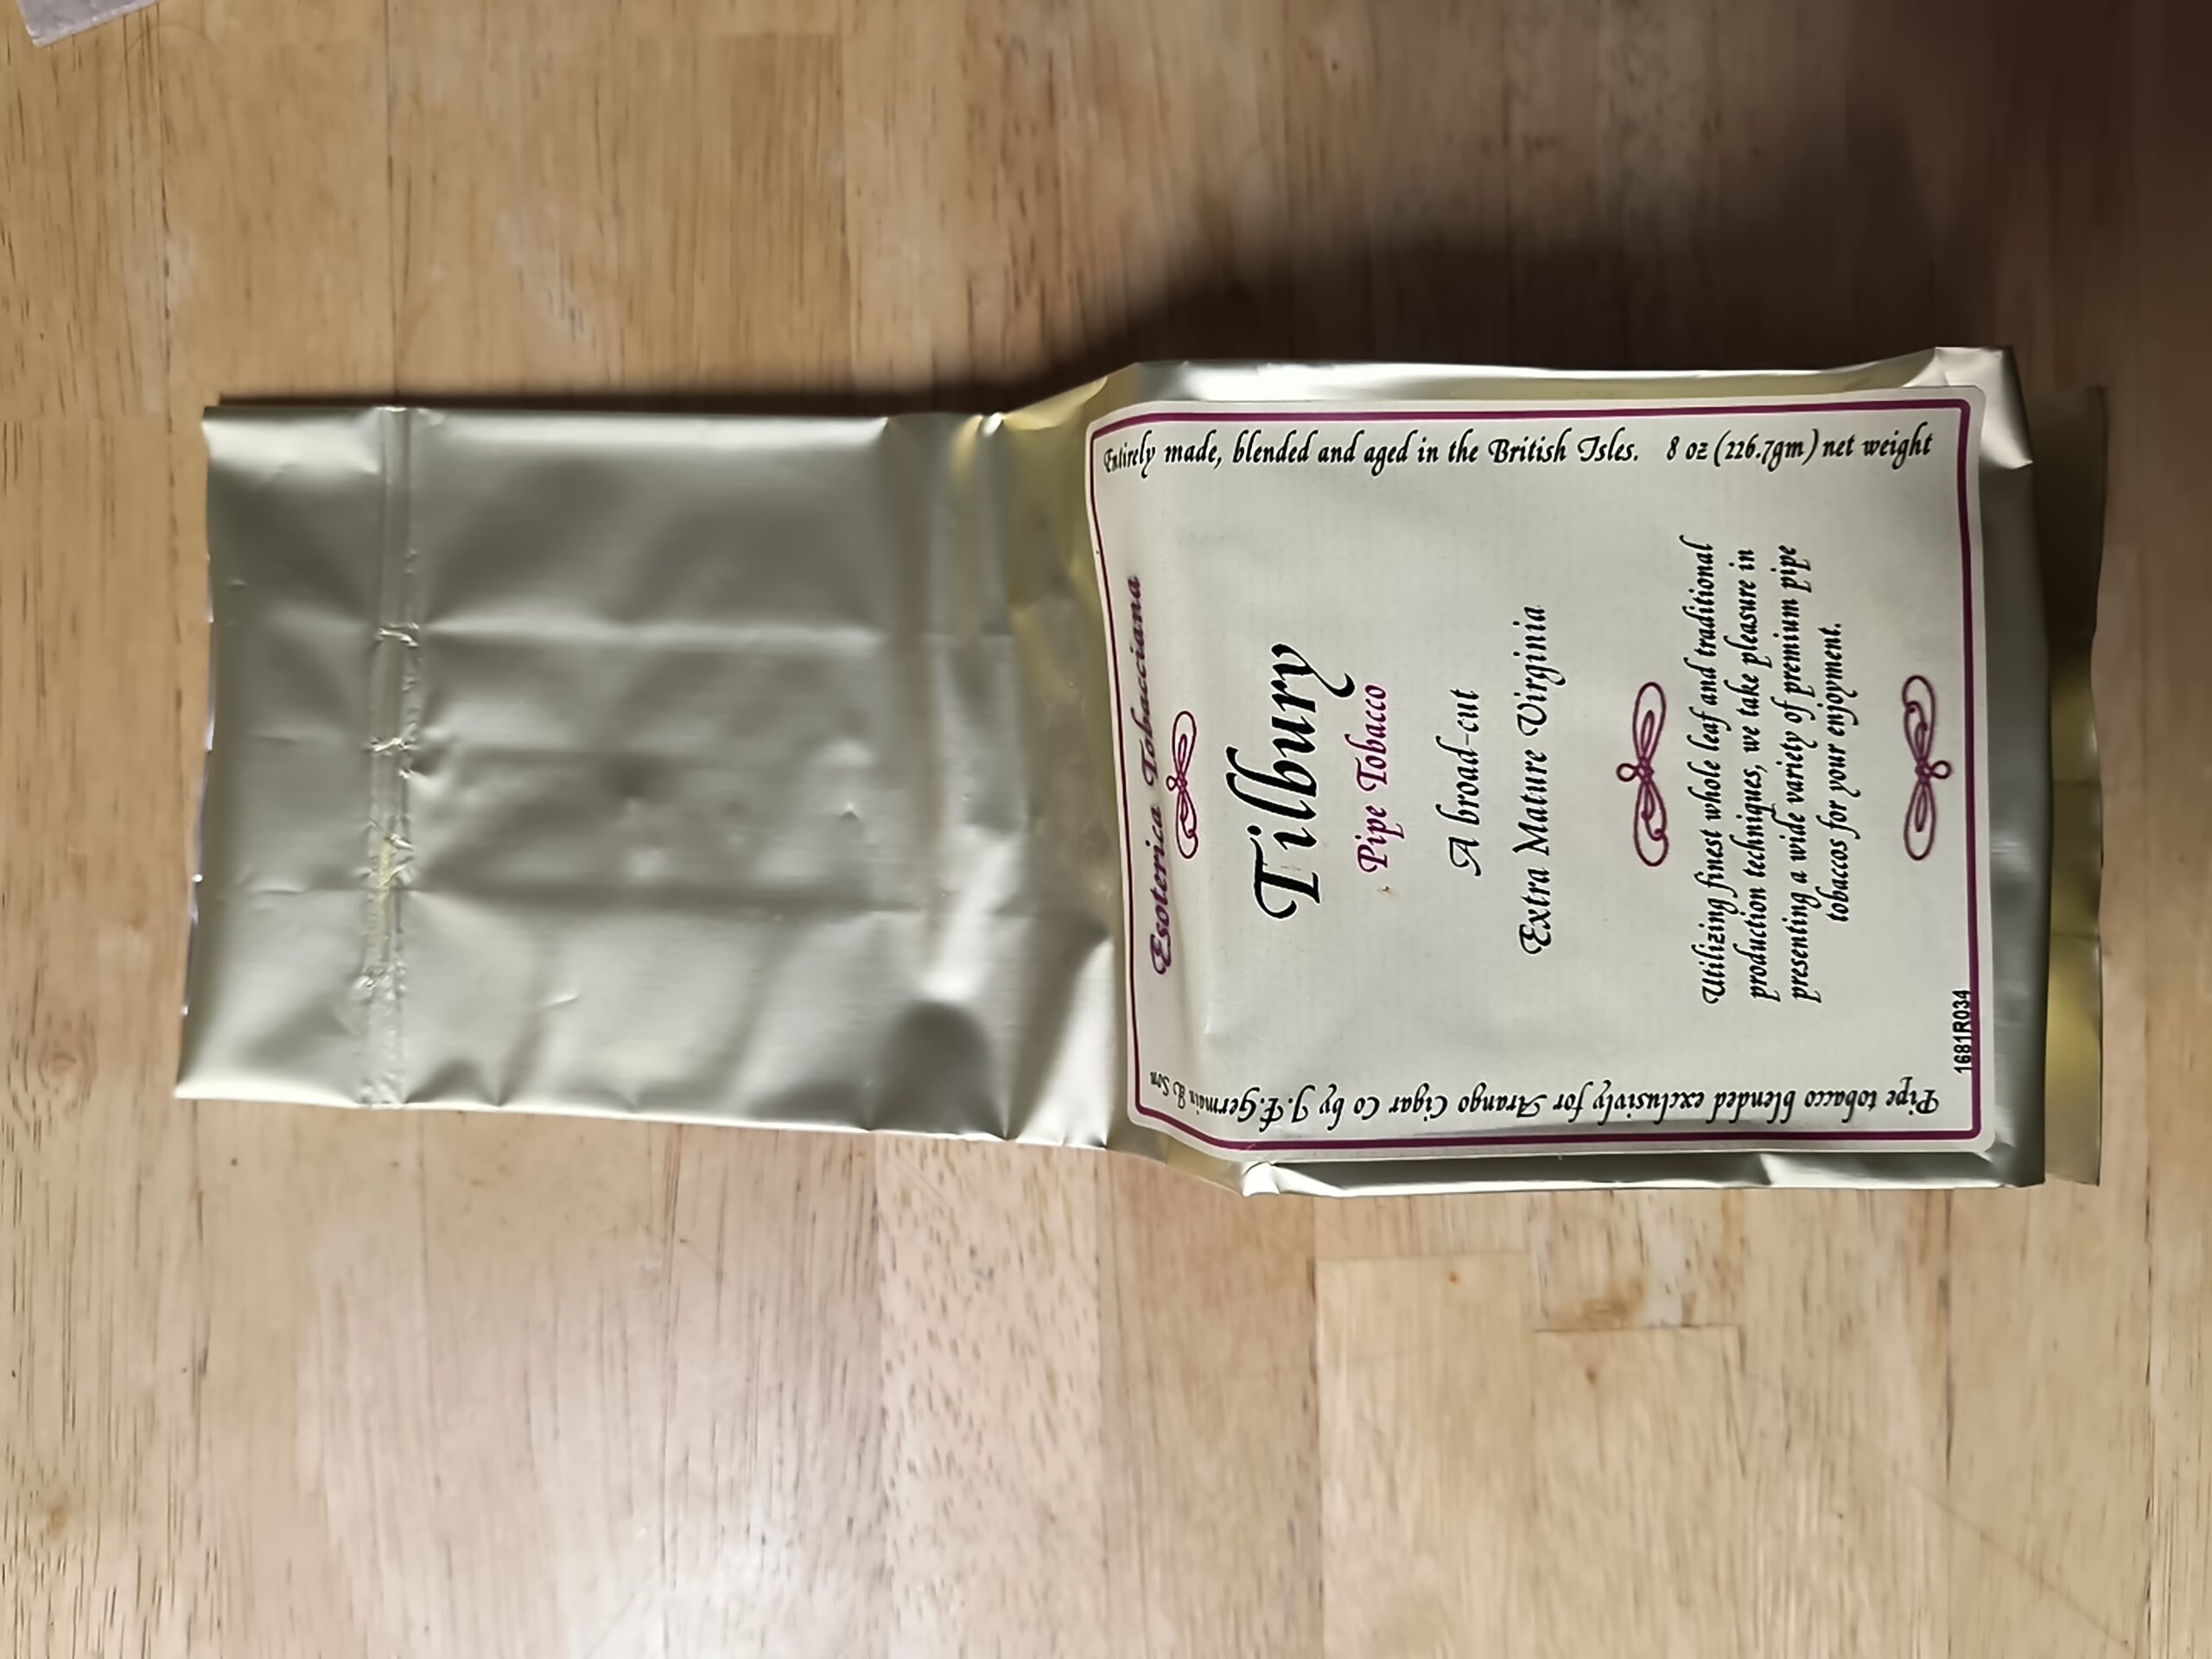 Esoterica Tobacciana
Tilbury
Pipe Tobacco
A broad-cut
Extra Mature Virginia
Utilizing finest whole leaf and traditional
production techniques, we take pleasure in
presenting a wide variety of premium pipe
tobaccos for your enjoyment.
Pipe tobacco blended exclusivly for Arango Cigar Co by J.F.Germain & Son
Entirely made, blended and aged in the British Isles. 8 oz (226.7gm) net weight
1681R034